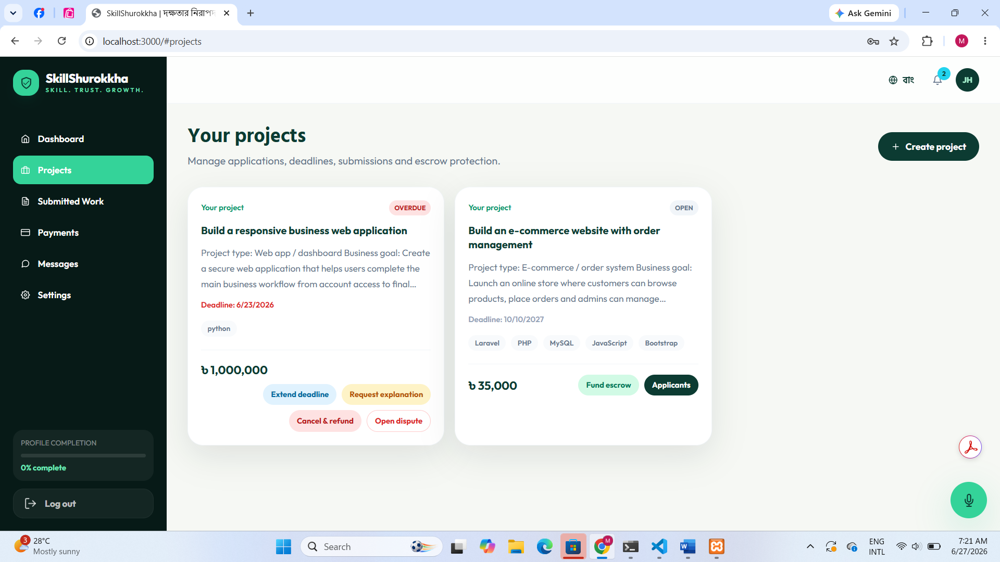 SkillShurokkha | দক্ষতার নিরাপদ
Ask Gemini
localhost:3000/#projects
M
SkillShurokkha
SKILL. TRUST. GROWTH.
বাং
2
JH
Dashboard
Projects
Submitted Work
Payments
Messages
Settings
PROFILE COMPLETION
0% complete
Log out
Your projects
Manage applications, deadlines, submissions and escrow protection.
+ Create project
Your project
OVERDUE
Build a responsive business web application
Project type: Web app / dashboard Business goal: Create
a secure web application that helps users complete the
main business workflow from account access to final...
Deadline: 6/23/2026
python
৳ 1,000,000
Extend deadline
Request explanation
Cancel & refund
Open dispute
Your project
OPEN
Build an e-commerce website with order
management
Project type: E-commerce / order system Business goal:
Launch an online store where customers can browse
products, place orders and admins can manage...
Deadline: 10/10/2027
Laravel
PHP
MySQL
JavaScript
Bootstrap
৳ 35,000
Fund escrow
Applicants
3
28°C
Mostly sunny
Search
M
W
ENG
INTL
7:21 AM
6/27/2026